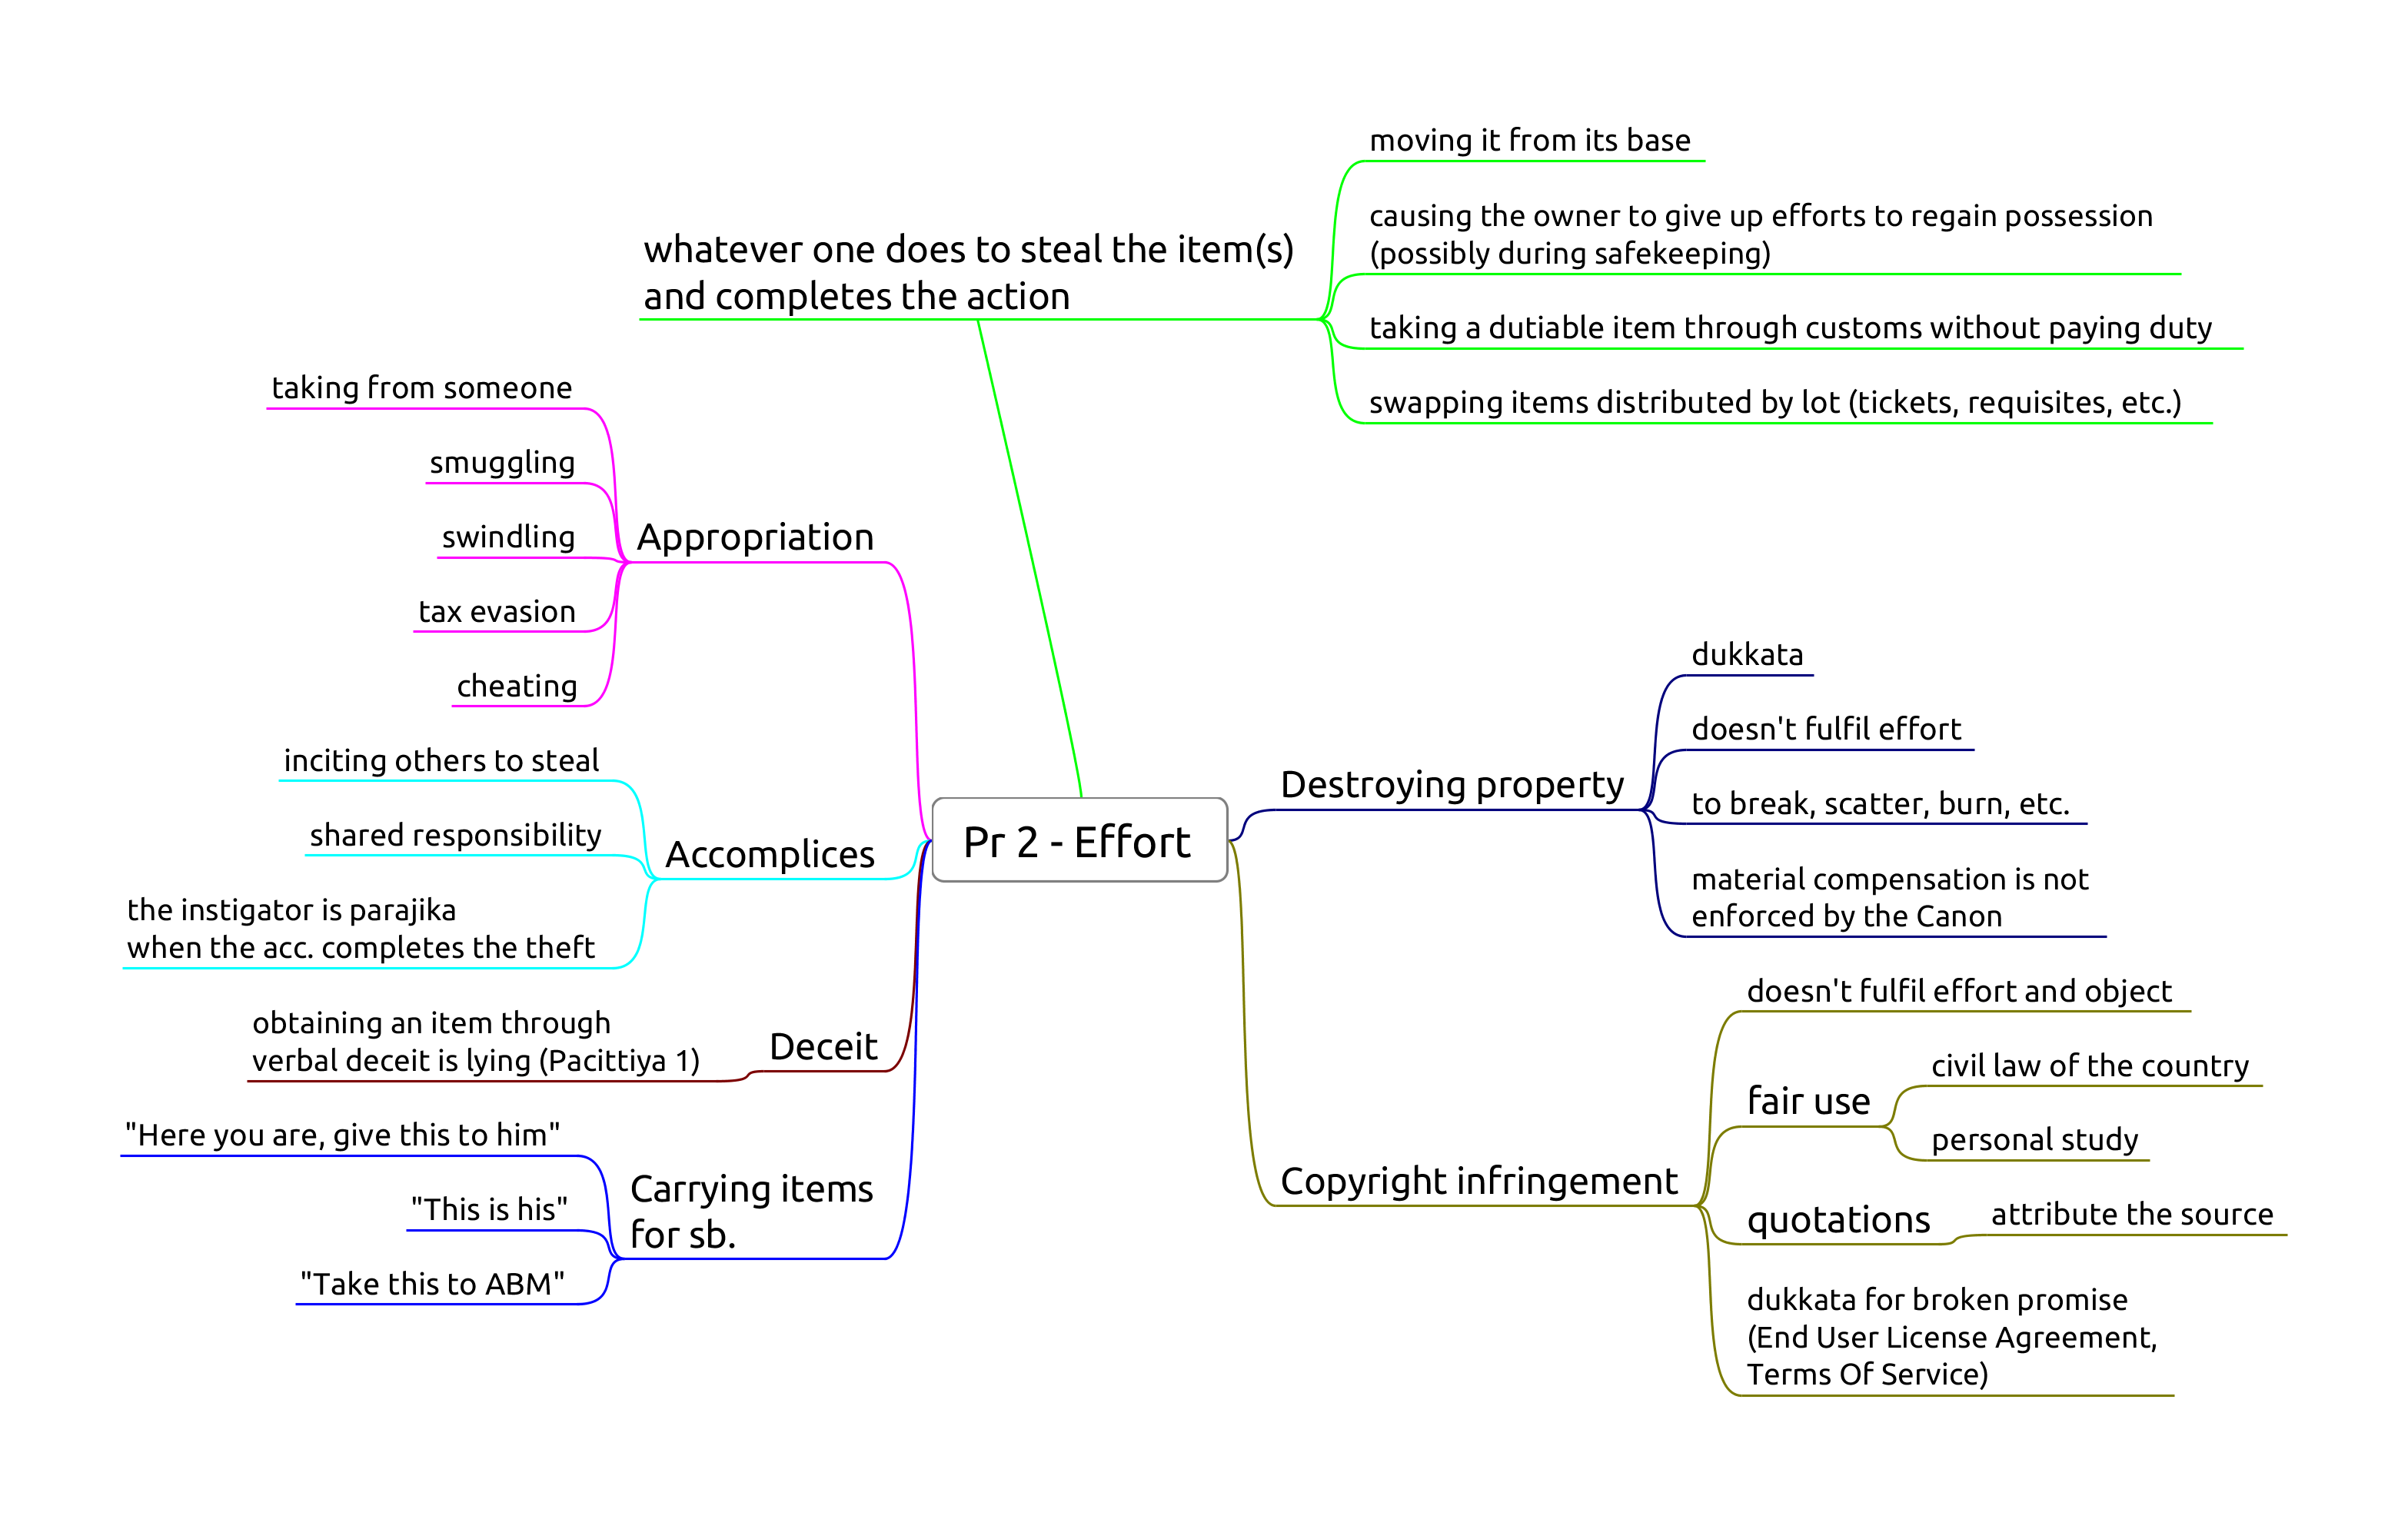 moving it from its base
causing the owner to give up efforts to regain possession
(possibly during safekeeping)
whatever one does to steal the item(s)
and completes the action
taking a dutiable item through customs without paying duty
swapping items distributed by lot (tickets, requisites, etc.)
taking from someone
smuggling
swindling
Appropriation
tax evasion
cheating
inciting others to steal
shared responsibility
Accomplices
the instigator is parajika
when the acc. completes the theft
obtaining an item through
verbal deceit is lying (Pacittiya 1)
Deceit
"Here you are, give this to him"
"This is his"
Carrying items
for sb.
"Take this to ABM"
Pr 2 - Effort
dukkata
doesn't fulfil effort
Destroying property
to break, scatter, burn, etc.
material compensation is not
enforced by the Canon
doesn't fulfil effort and object
fair use
civil law of the country
personal study
Copyright infringement
quotations
attribute the source
dukkata for broken promise
(End User License Agreement,
Terms Of Service)